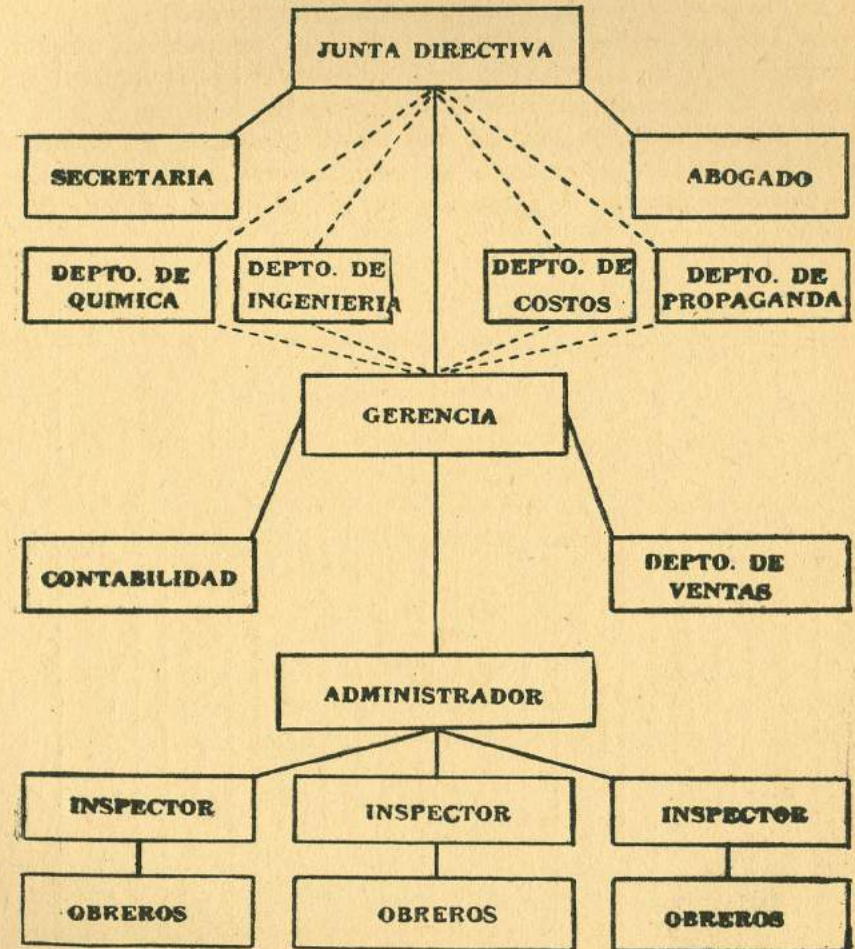 JUNTA DIRECTIVA
SECRETARIA
ABOGADO
DEPTO. DE
QUIMICA
DEPTO. DE
INGENIERIA
DEPTO. DE
COSTOS
DEPTO. DE
PROPAGANDA
GERENCIA
CONTABILIDAD
DEPTO. DE
VENTAS
ADMINISTRADOR
INSPECTOR
INSPECTOR
INSPECTOR
OBREROS
OBREROS
OBREROS